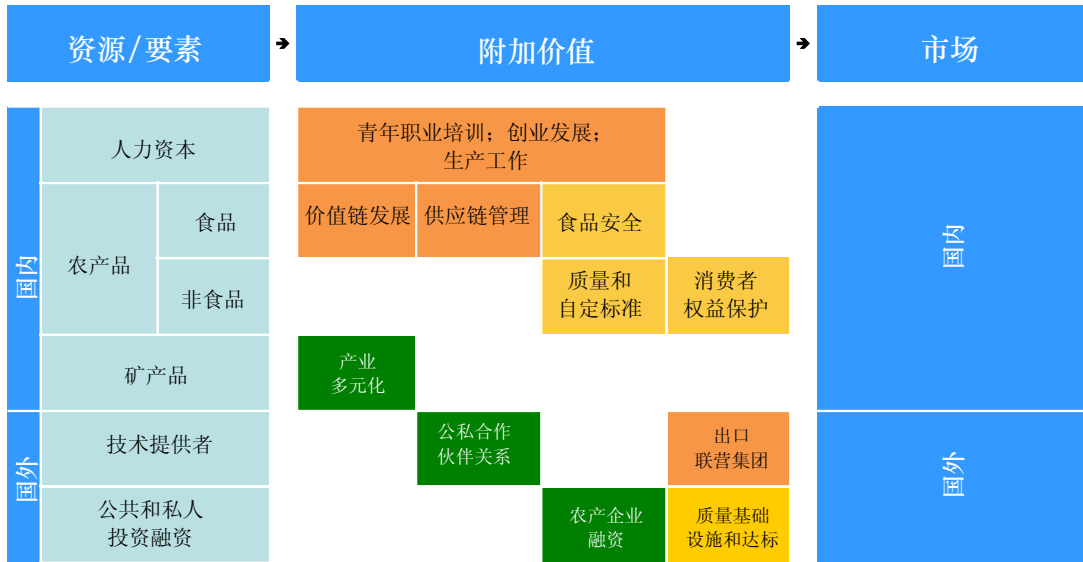 资源/要素
附加价值
市场
国内
人力资本
青年职业培训；创业发展；
生产工作
农产品
食品
价值链发展
供应链管理
食品安全
非食品
质量和
自定标准
消费者
权益保护
矿产品
产业
多元化
国内
国外
技术提供者
公私合作
伙伴关系
出口
联营集团
公共和私人
投资融资
农产企业
融资
质量基础
设施和达标
国外